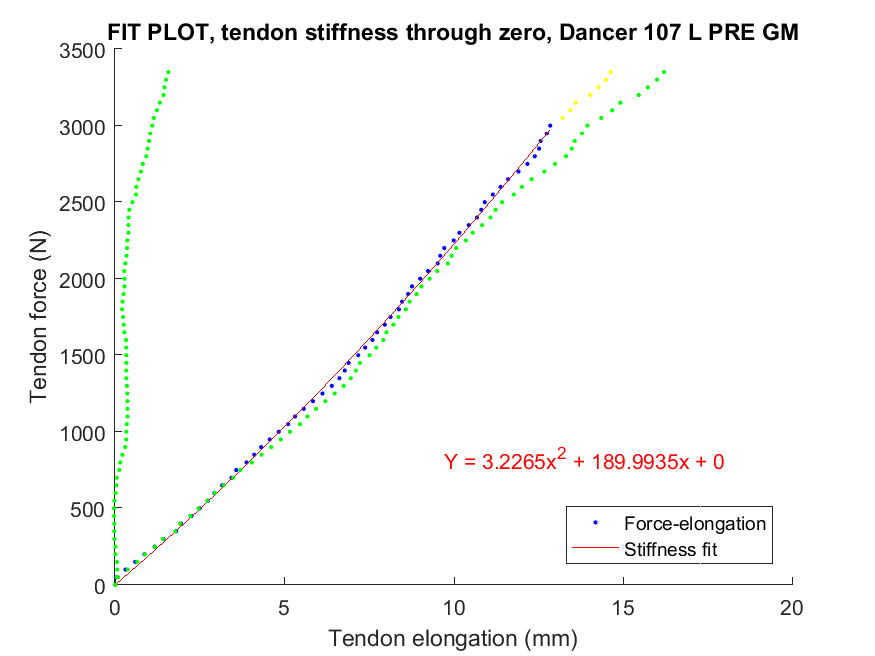 FIT PLOT, tendon stiffness through zero, Dancer 107 L PRE GM
3500
3000
2500
2000
1500
1000
500
0
Tendon force (N)
Y = 3.2265x² + 189.9935x + 0
Force-elongation
Stiffness fit
0 5 10 15 20
Tendon elongation (mm)